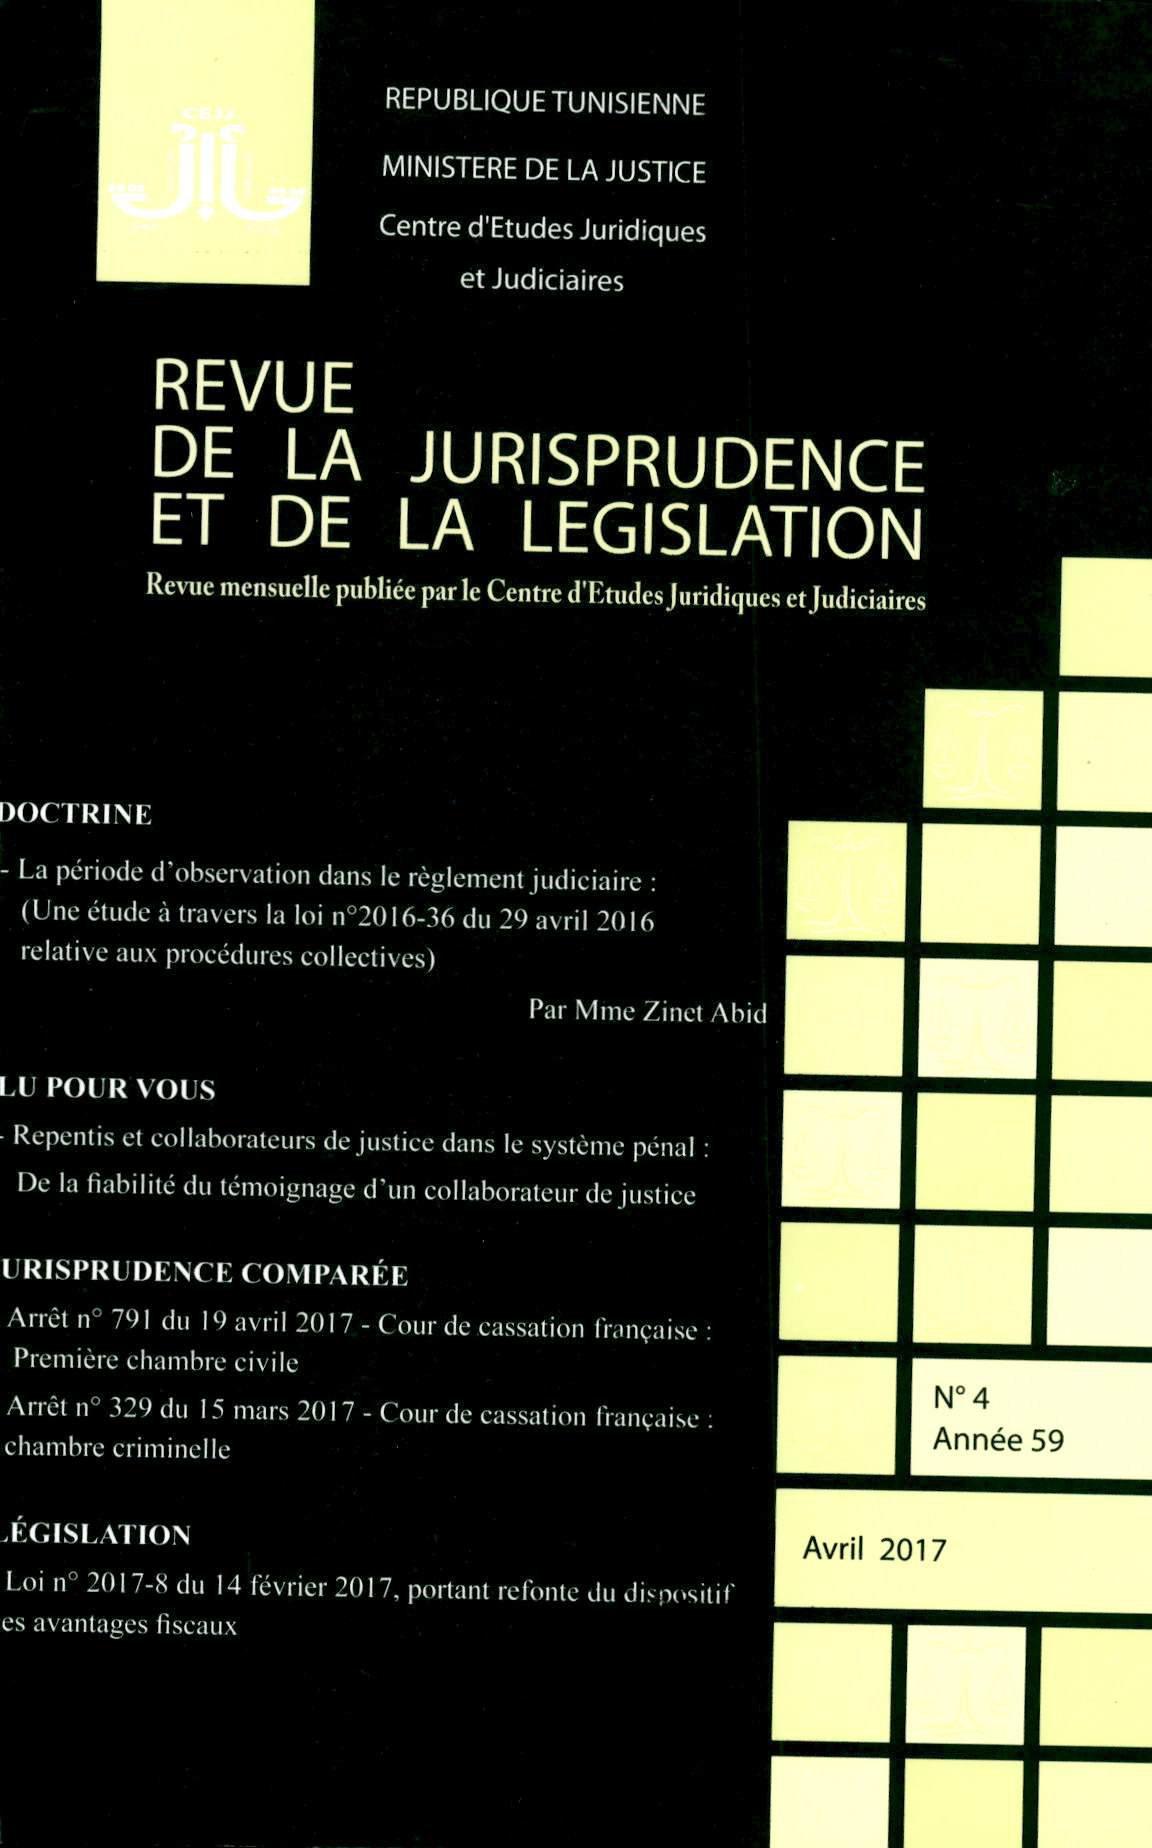 CEJJ
REPUBLIQUE TUNISIENNE
MINISTERE DE LA JUSTICE
Centre d'Etudes Juridiques
et Judiciaires
REVUE
DE LA JURISPRUDENCE
ET DE LA LEGISLATION
Revue mensuelle publiée par le Centre d'Etudes Juridiques et Judiciaires
DOCTRINE
- La période d'observation dans le règlement judiciaire :
(Une étude à travers la loi n°2016-36 du 29 avril 2016
relative aux procédures collectives)
Par Mme Zinet Abid
LU POUR VOUS
- Repentis et collaborateurs de justice dans le système pénal :
De la fiabilité du témoignage d'un collaborateur de justice
URISPRUDENCE COMPARÉE
Arrêt n° 791 du 19 avril 2017 - Cour de cassation française :
Première chambre civile
Arrêt n° 329 du 15 mars 2017 - Cour de cassation française :
chambre criminelle
LÉGISLATION
Loi n° 2017-8 du 14 février 2017, portant refonte du dispositif
es avantages fiscaux
N° 4
Année 59
Avril 2017